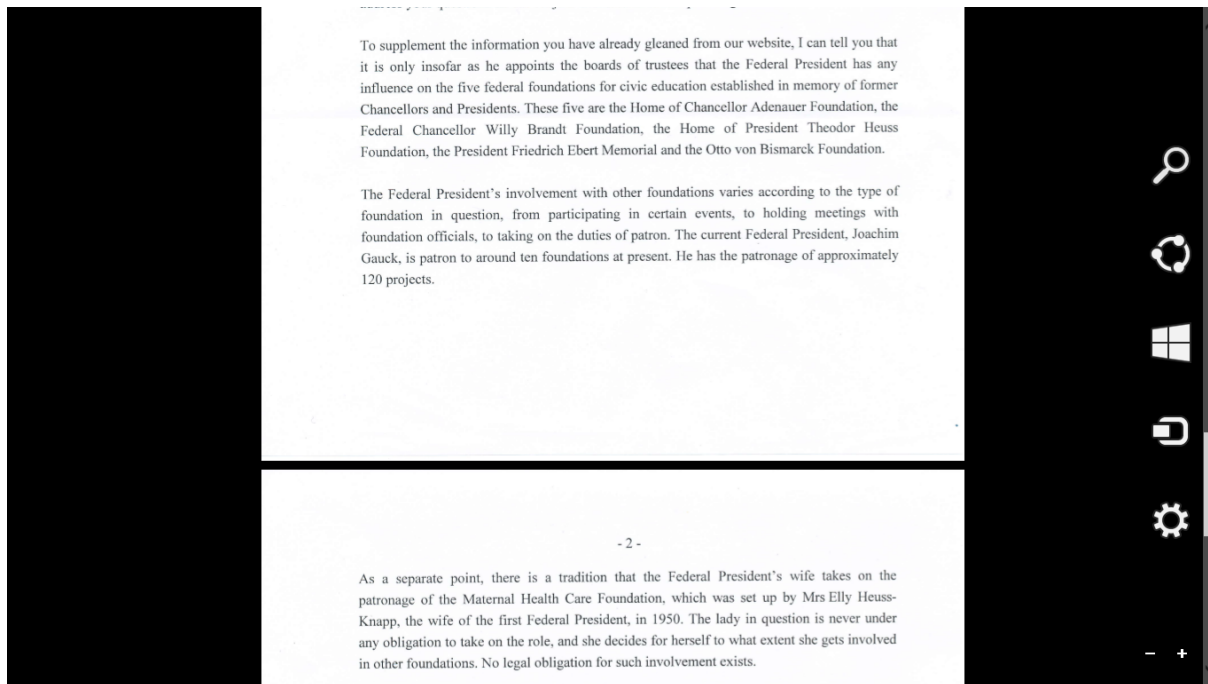 To supplement the information you have already gleaned from our website, I can tell you that
it is only insofar as he appoints the boards of trustees that the Federal President has any
influence on the five federal foundations for civic education established in memory of former
Chancellors and Presidents. These five are the Home of Chancellor Adenauer Foundation, the
Federal Chancellor Willy Brandt Foundation, the Home of President Theodor Heuss
Foundation, the President Friedrich Ebert Memorial and the Otto von Bismarck Foundation.
The Federal President's involvement with other foundations varies according to the type of
foundation in question, from participating in certain events, to holding meetings with
foundation officials, to taking on the duties of patron. The current Federal President, Joachim
Gauck, is patron to around ten foundations at present. He has the patronage of approximately
120 projects.
- 2 -
As a separate point, there is a tradition that the Federal President's wife takes on the
patronage of the Maternal Health Care Foundation, which was set up by Mrs Elly Heuss-
Knapp, the wife of the first Federal President, in 1950. The lady in question is never under
any obligation to take on the role, and she decides for herself to what extent she gets involved
in other foundations. No legal obligation for such involvement exists.